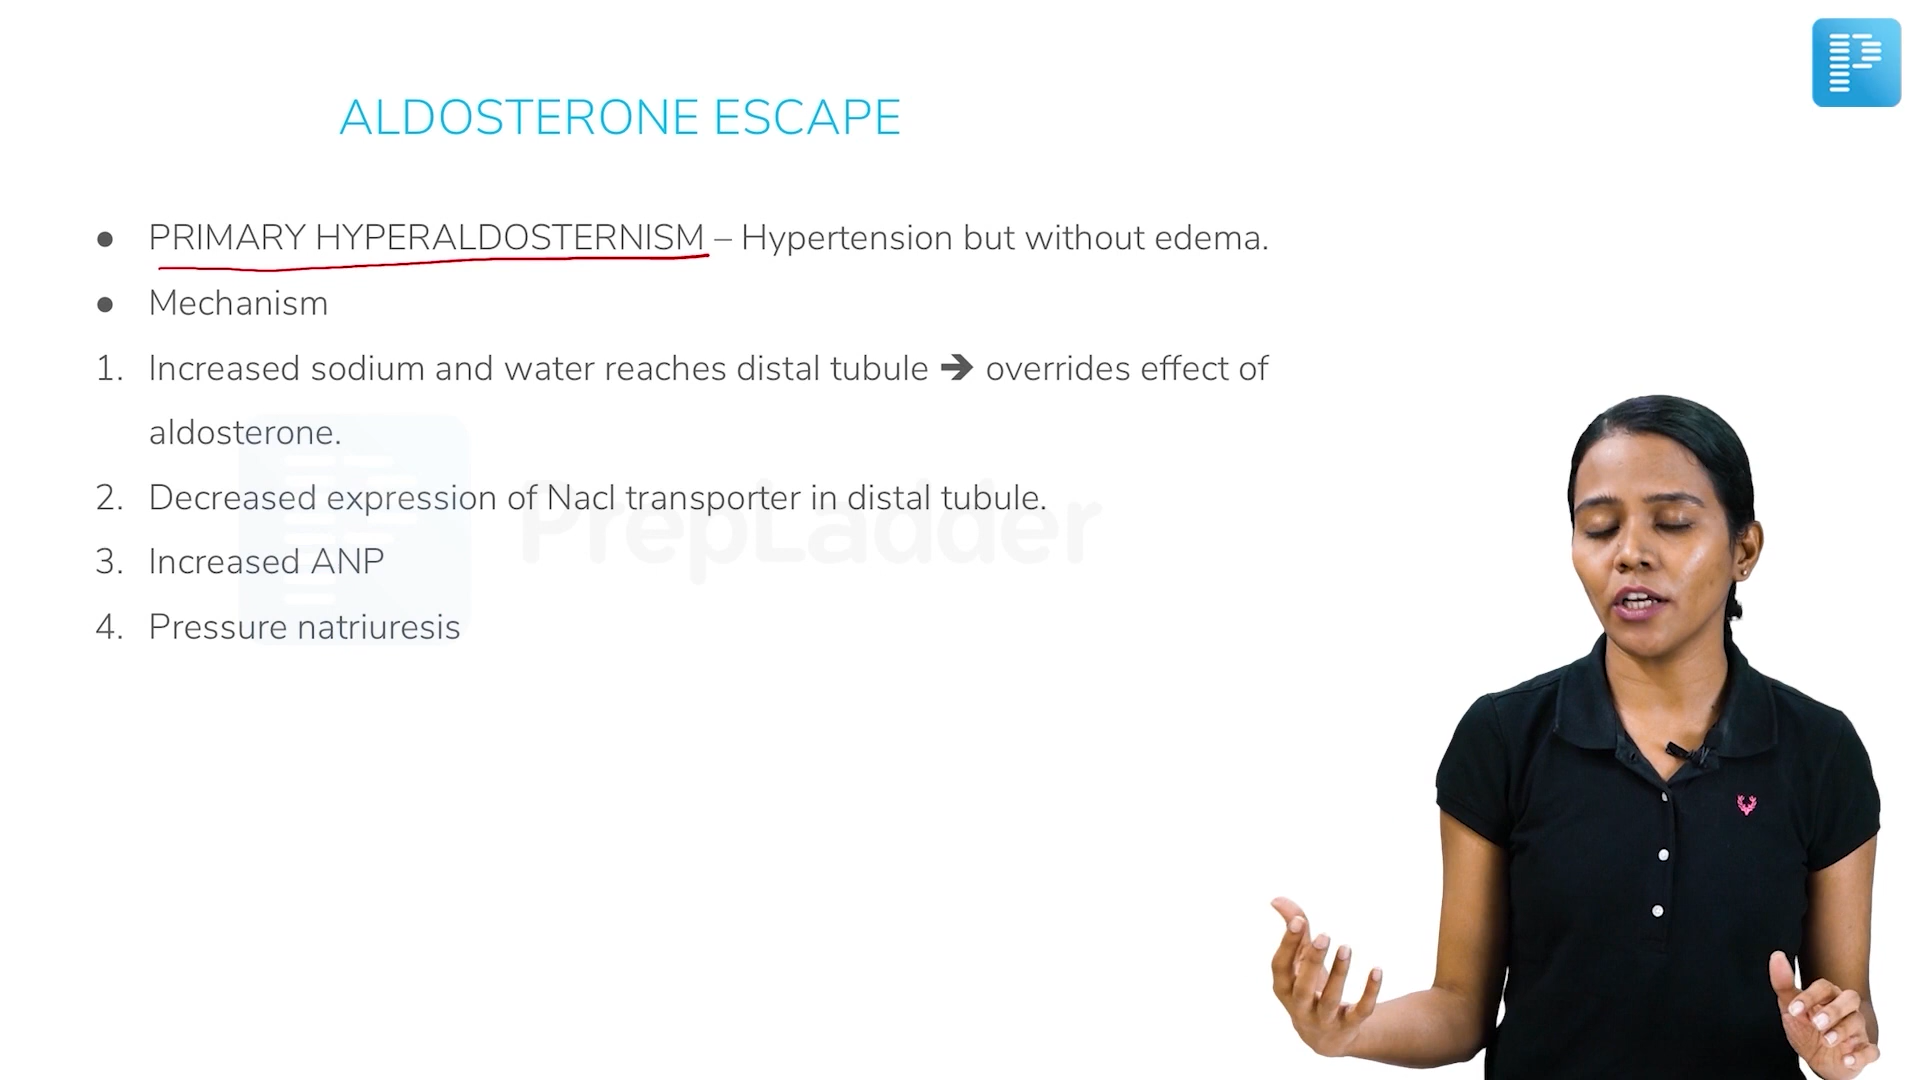 ALDOSTERONE ESCAPE
● PRIMARY HYPERALDOSTERNISM – Hypertension but without edema.
● Mechanism
1. Increased sodium and water reaches distal tubule ➔ overrides effect of
aldosterone.
2. Decreased expression of Nacl transporter in distal tubule.
3. Increased ANP
4. Pressure natriuresis
PrepLadder